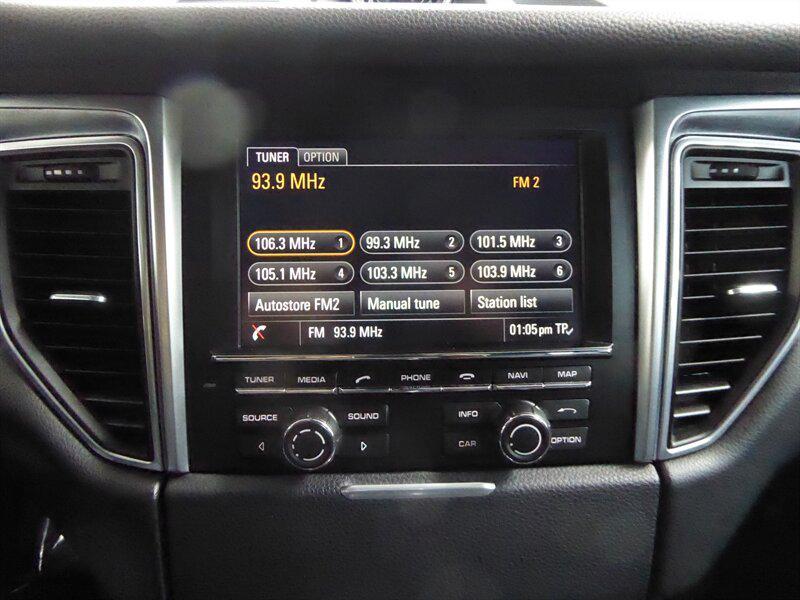 TUNER OPTION
93.9 MHz FM 2
106.3 MHz 1 99.3 MHz 2 101.5 MHz 3
105.1 MHz 4 103.3 MHz 5 103.9 MHz 6
Autostore FM2 Manual tune Station list
FM 93.9 MHz 01:05 pm TP
TUNER MEDIA PHONE NAVI MAP
SOURCE SOUND INFO
CAR OPTION